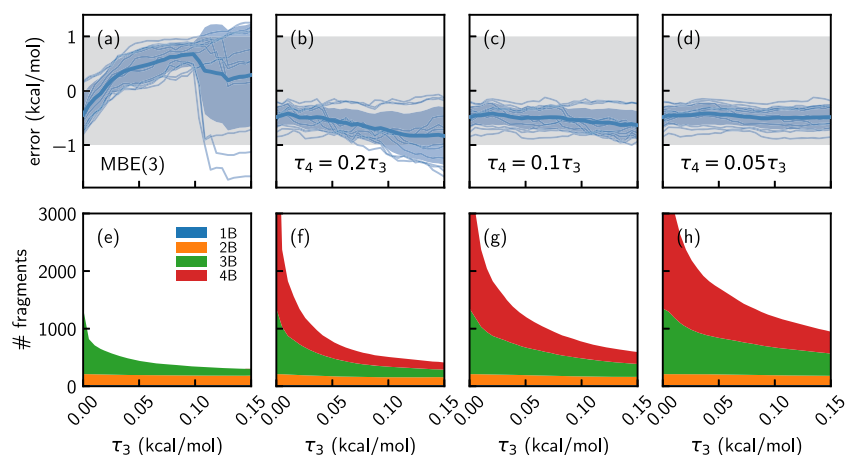 (a) (b) (c) (d)
1
0
−1
error (kcal/mol)
MBE(3) τ₄ = 0.2τ₃ τ₄ = 0.1τ₃ τ₄ = 0.05τ₃
(e) (f) (g) (h)
1B
2B
3B
4B
3000
2000
1000
0
# fragments
0.00 0.05 0.10 0.15 0.00 0.05 0.10 0.15 0.00 0.05 0.10 0.15 0.00 0.05 0.10 0.15
τ₃ (kcal/mol) τ₃ (kcal/mol) τ₃ (kcal/mol) τ₃ (kcal/mol)